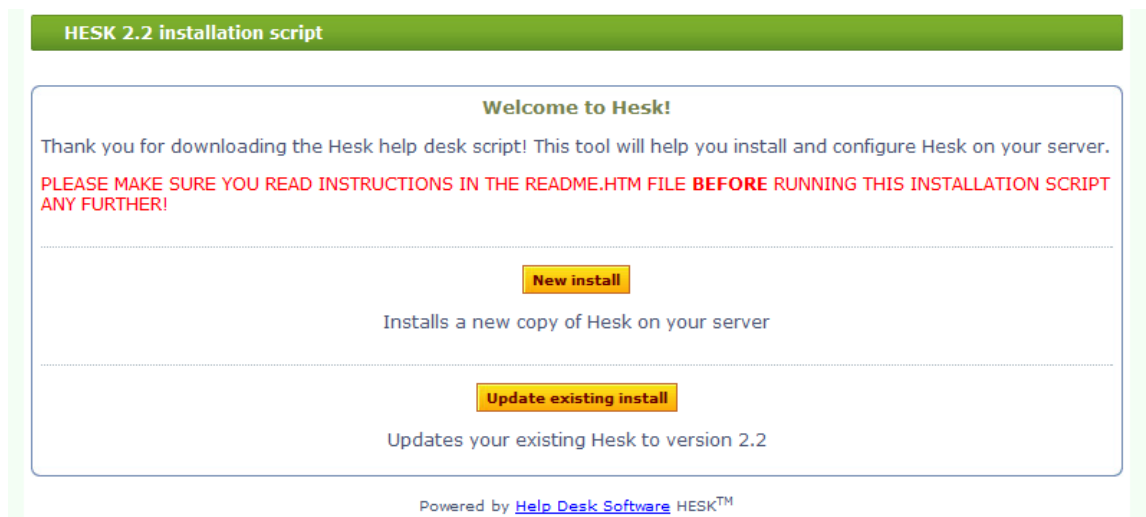 HESK 2.2 installation script
Welcome to Hesk!
Thank you for downloading the Hesk help desk script! This tool will help you install and configure Hesk on your server.
PLEASE MAKE SURE YOU READ INSTRUCTIONS IN THE README.HTM FILE BEFORE RUNNING THIS INSTALLATION SCRIPT
ANY FURTHER!
New install
Installs a new copy of Hesk on your server
Update existing install
Updates your existing Hesk to version 2.2
Powered by Help Desk Software HESK™